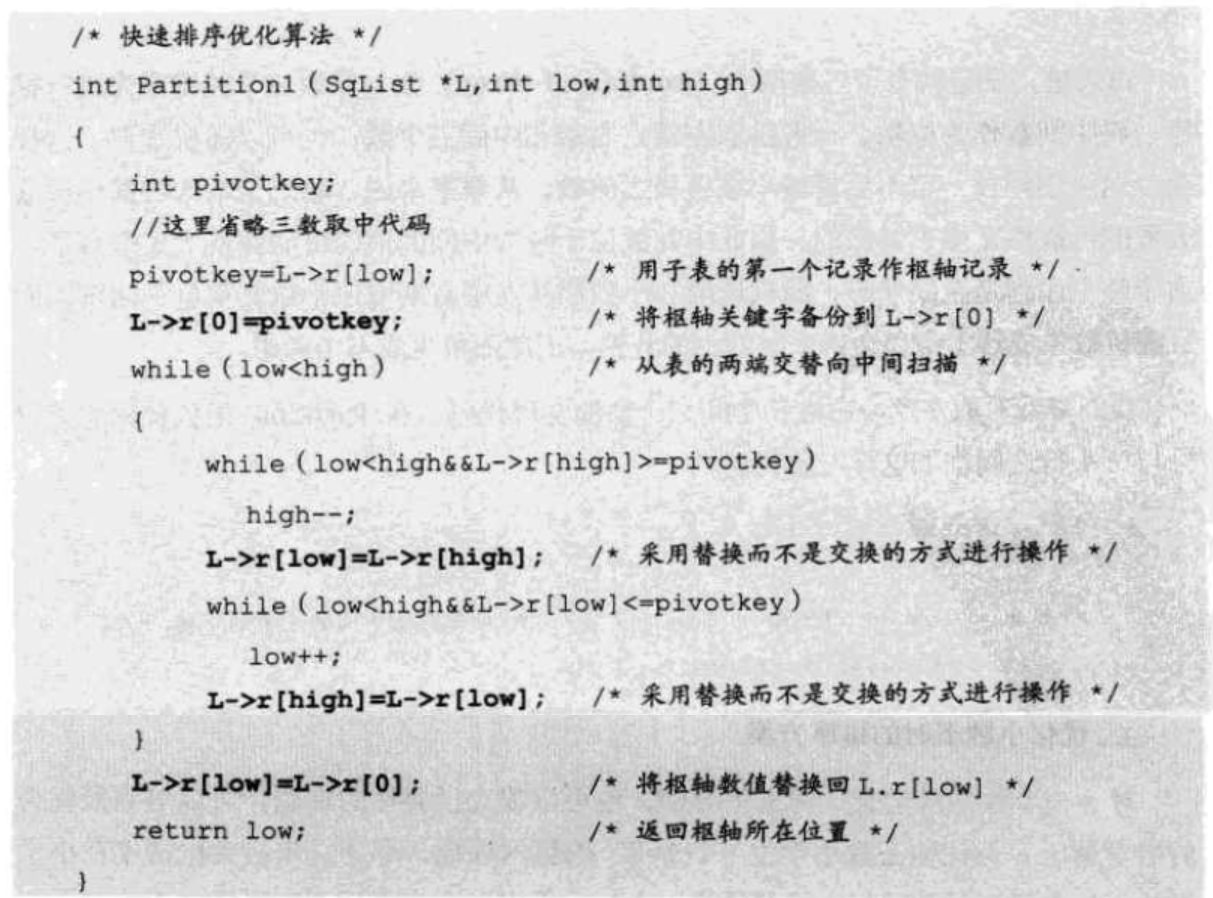 /* 快速排序优化算法 */
int Partition1(SqList *L,int low,int high)
{
int pivotkey;
//这里省略三数取中代码
pivotkey=L->r[low]; /* 用子表的第一个记录作枢轴记录 */
L->r[0]=pivotkey; /* 将枢轴关键字备份到 L->r[0] */
while(low<high) /* 从表的两端交替向中间扫描 */
{
while(low<high&&L->r[high]>=pivotkey)
high--;
L->r[low]=L->r[high]; /* 采用替换而不是交换的方式进行操作 */
while(low<high&&L->r[low]<=pivotkey)
low++;
L->r[high]=L->r[low]; /* 采用替换而不是交换的方式进行操作 */
}
L->r[low]=L->r[0]; /* 将枢轴数值替换回 L.r[low] */
return low; /* 返回枢轴所在位置 */
}